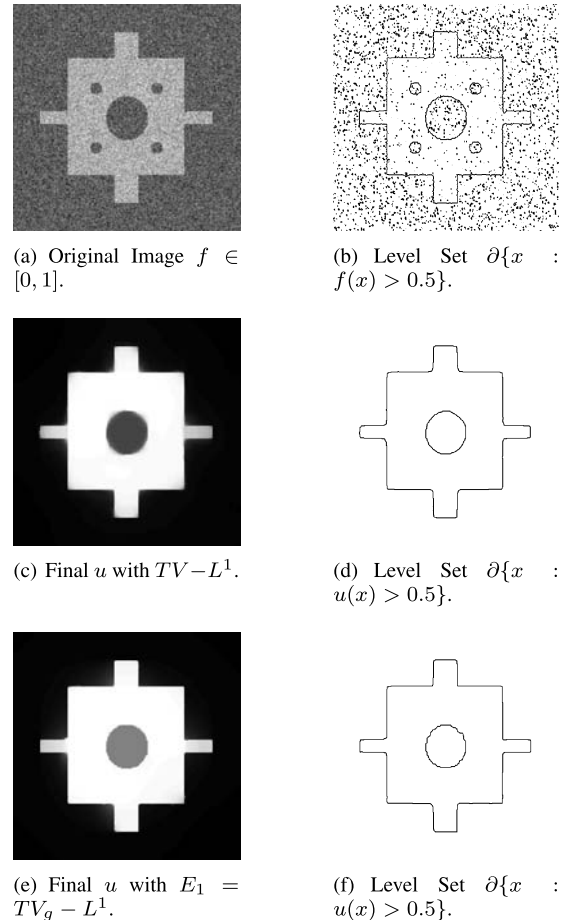 (a) Original Image f ∈
[0, 1].
(b) Level Set ∂{x :
f(x) > 0.5}.
(c) Final u with TV−L¹.
(d) Level Set ∂{x :
u(x) > 0.5}.
(e) Final u with E₁ =
TV_g − L¹.
(f) Level Set ∂{x :
u(x) > 0.5}.